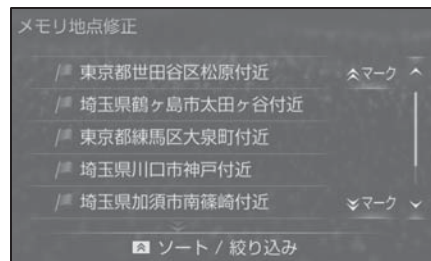 メモリ地点修正
東京都世田谷区松原付近
マーク
埼玉県鶴ヶ島市太田ヶ谷付近
東京都練馬区大泉町付近
埼玉県川口市神戸付近
埼玉県加須市南篠崎付近
マーク
ソート / 絞り込み